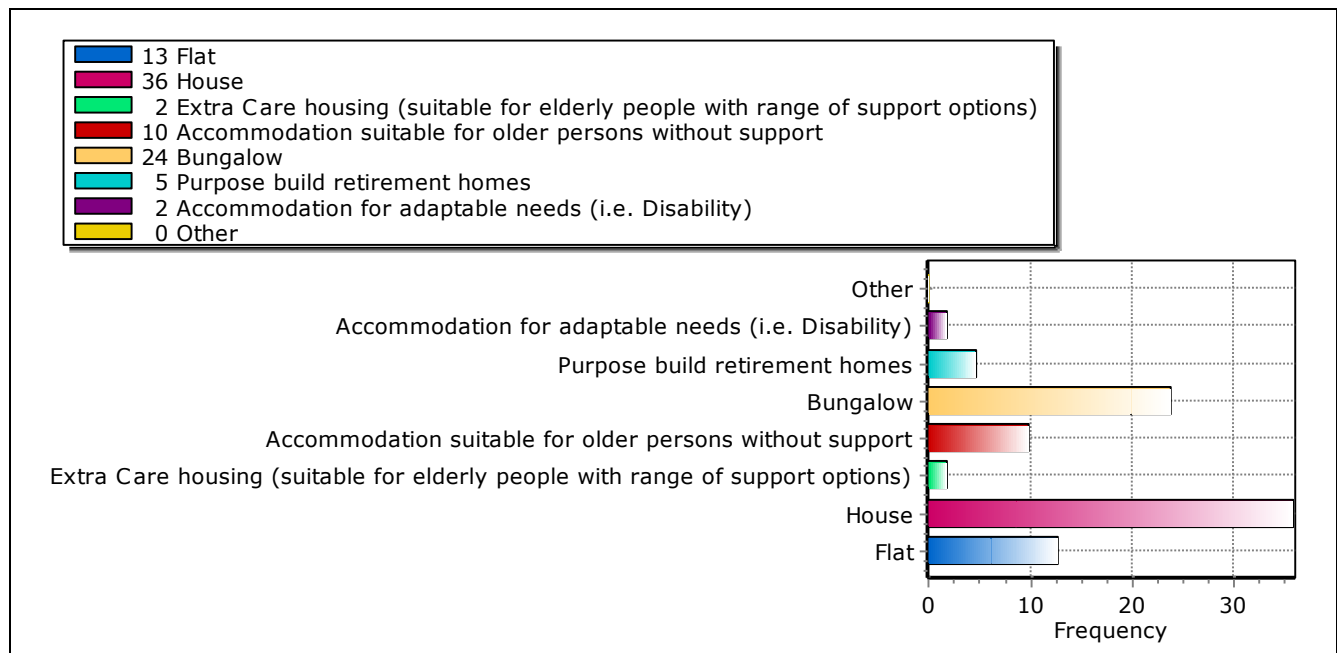 13 Flat
36 House
2 Extra Care housing (suitable for elderly people with range of support options)
10 Accommodation suitable for older persons without support
24 Bungalow
5 Purpose build retirement homes
2 Accommodation for adaptable needs (i.e. Disability)
0 Other
Other
Accommodation for adaptable needs (i.e. Disability)
Purpose build retirement homes
Bungalow
Accommodation suitable for older persons without support
Extra Care housing (suitable for elderly people with range of support options)
House
Flat
0 10 20 30
Frequency